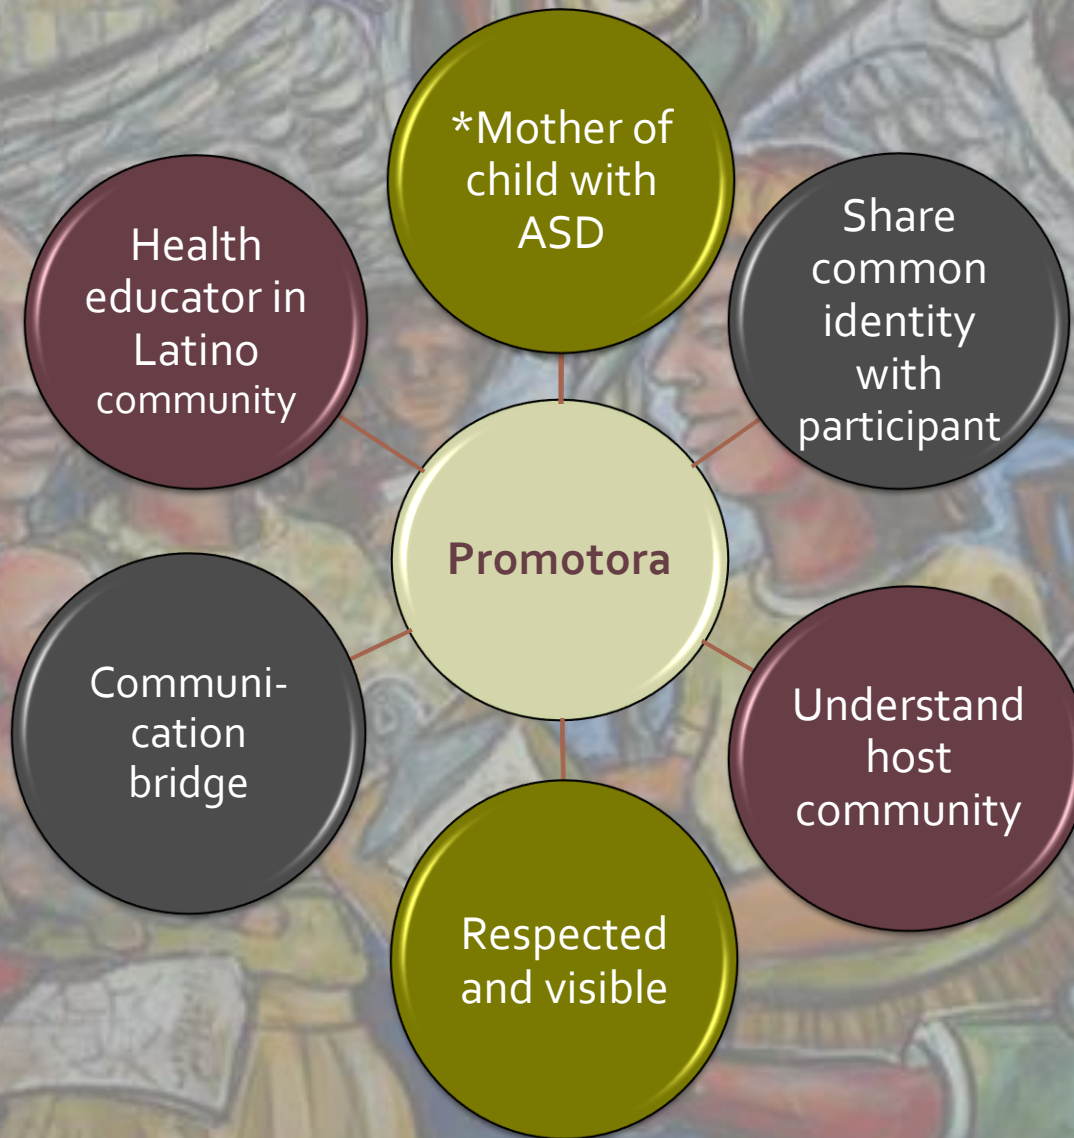 *Mother of
child with
ASD
Share
common
identity
with
participant
Understand
host
community
Respected
and visible
Communi-
cation
bridge
Health
educator in
Latino
community
Promotora